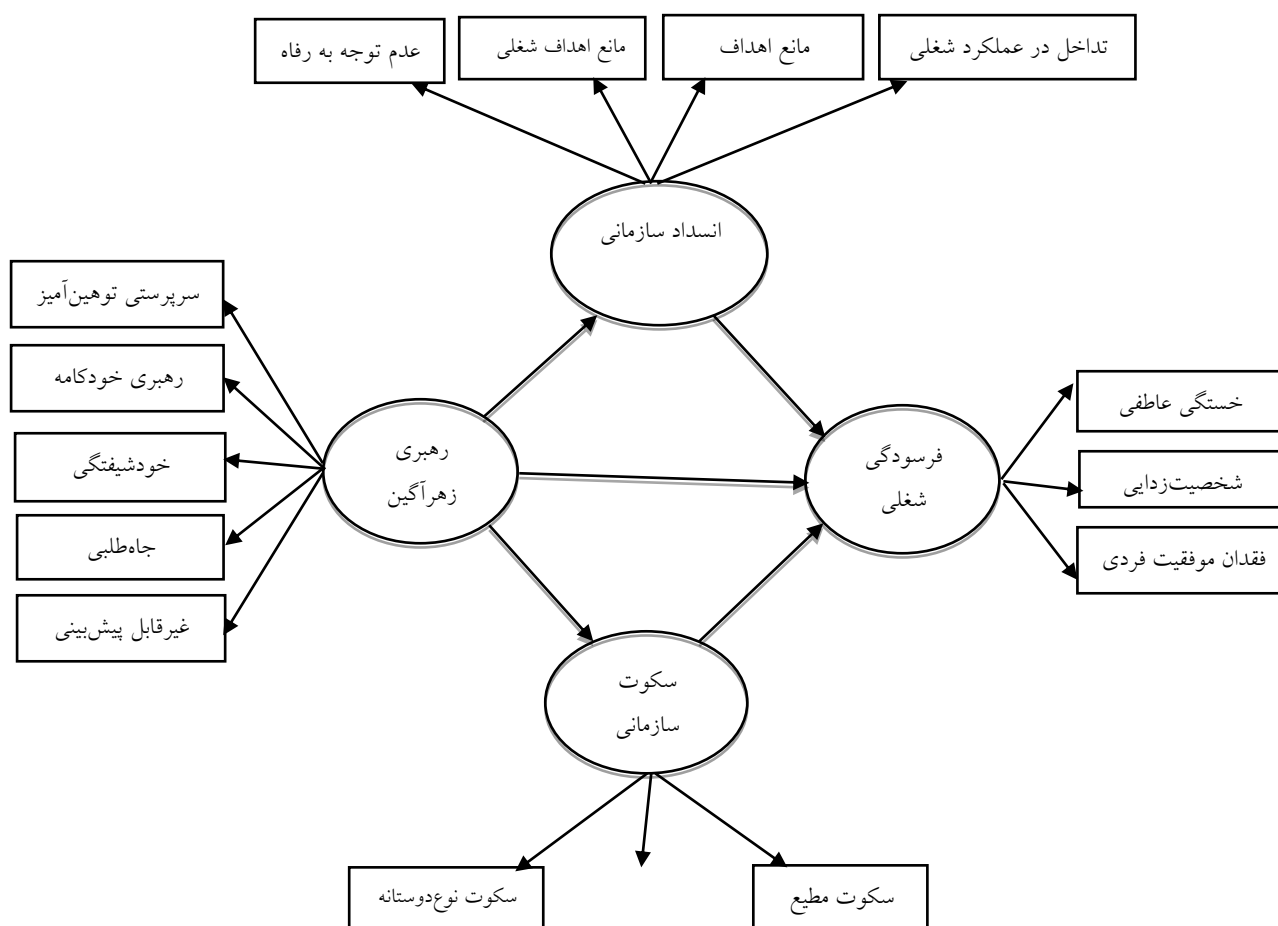 تداخل در عملکرد شغلی
مانع اهداف
مانع اهداف شغلی
عدم توجه به رفاه
انسداد سازمانی
سرپرستی توهین‌آمیز
رهبری خودکامه
خودشیفتگی
جاه‌طلبی
غیرقابل پیش‌بینی
رهبری
زهرآگین
فرسودگی
شغلی
خستگی عاطفی
شخصیت‌زدایی
فقدان موفقیت فردی
سکوت
سازمانی
سکوت مطیع
سکوت نوع‌دوستانه